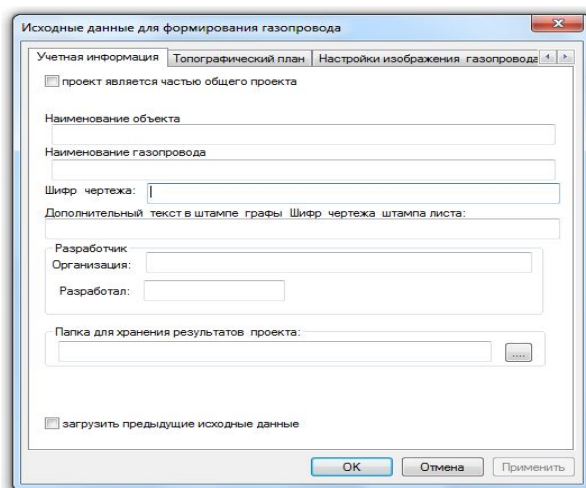 Исходные данные для формирования газопровода
Учетная информация Топографический план Настройки изображения газопровода
проект является частью общего проекта
Наименование объекта
Наименование газопровода
Шифр чертежа:
Дополнительный текст в штампе графы Шифр чертежа штампа листа:
Разработчик
Организация:
Разработал:
Папка для хранения результатов проекта:
....
загрузить предыдущие исходные данные
OK Отмена Применить